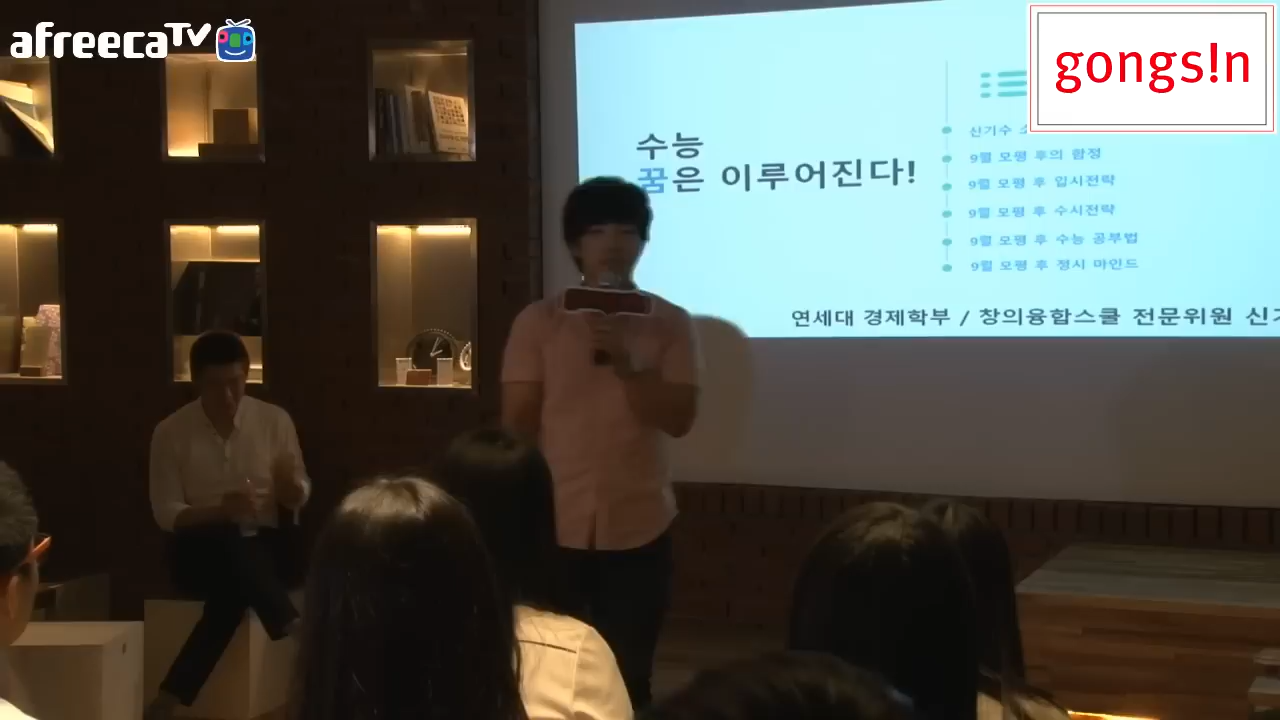 afreecaTV
gongs!n
수능
꿈은 이루어진다!
신기수
9월 모평 후의 함정
9월 모평 후 입시전략
9월 모평 후 수시전략
9월 모평 후 수능 공부법
9월 모평 후 정시 마인드
연세대 경제학부 / 창의융합스쿨 전문위원 신기